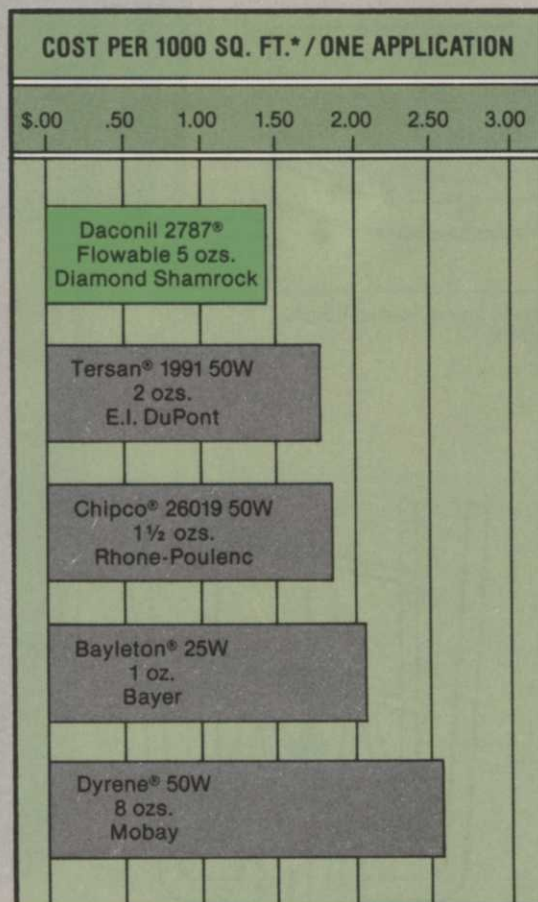 COST PER 1000 SQ. FT.* / ONE APPLICATION
$.00 .50 1.00 1.50 2.00 2.50 3.00
Daconil 2787®
Flowable 5 ozs.
Diamond Shamrock
Tersan® 1991 50W
2 ozs.
E.I. DuPont
Chipco® 26019 50W
1½ ozs.
Rhone-Poulenc
Bayleton® 25W
1 oz.
Bayer
Dyrene® 50W
8 ozs.
Mobay